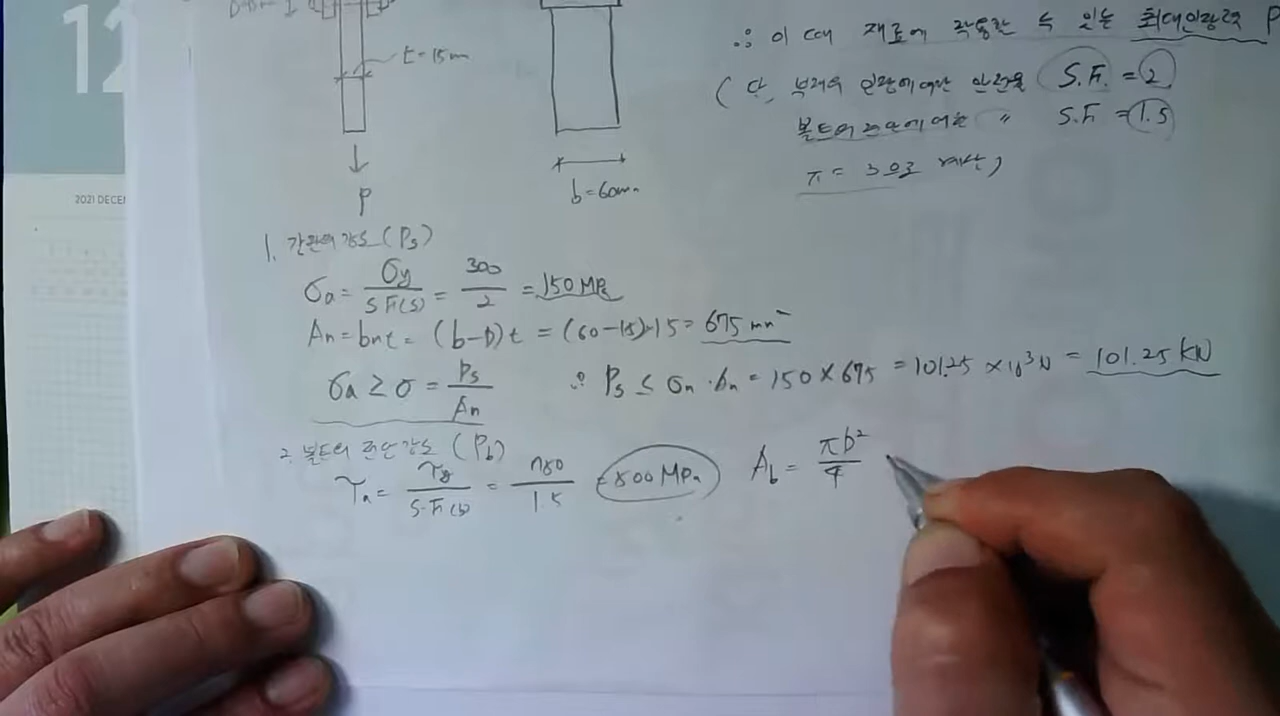 12
2021 DECEM
t=15m
P
b=60mm
∴ 이 때 재료에 작용할 수 있는 최대인장력 P
(단, 부재의 인장에 대한 안전율 S.F. = 2
볼트의 전단에 대한 〃 S.F = 1.5
π = 3으로 계산)
1. 강판의 강도 (Ps)
σa = σy / S.F(s) = 300 / 2 = 150 MPa
An = bnt = (b-D)t = (60-15)·15 = 675 mm²
σa ≥ σ = Ps / An ∴ Ps ≤ σa · An = 150×675 = 101.25 ×10³N = 101.25 KN
2. 볼트의 전단강도 (Pb)
τa = τy / S.F(b) = / 1.5 = 800 MPa Ab = πD² / 4